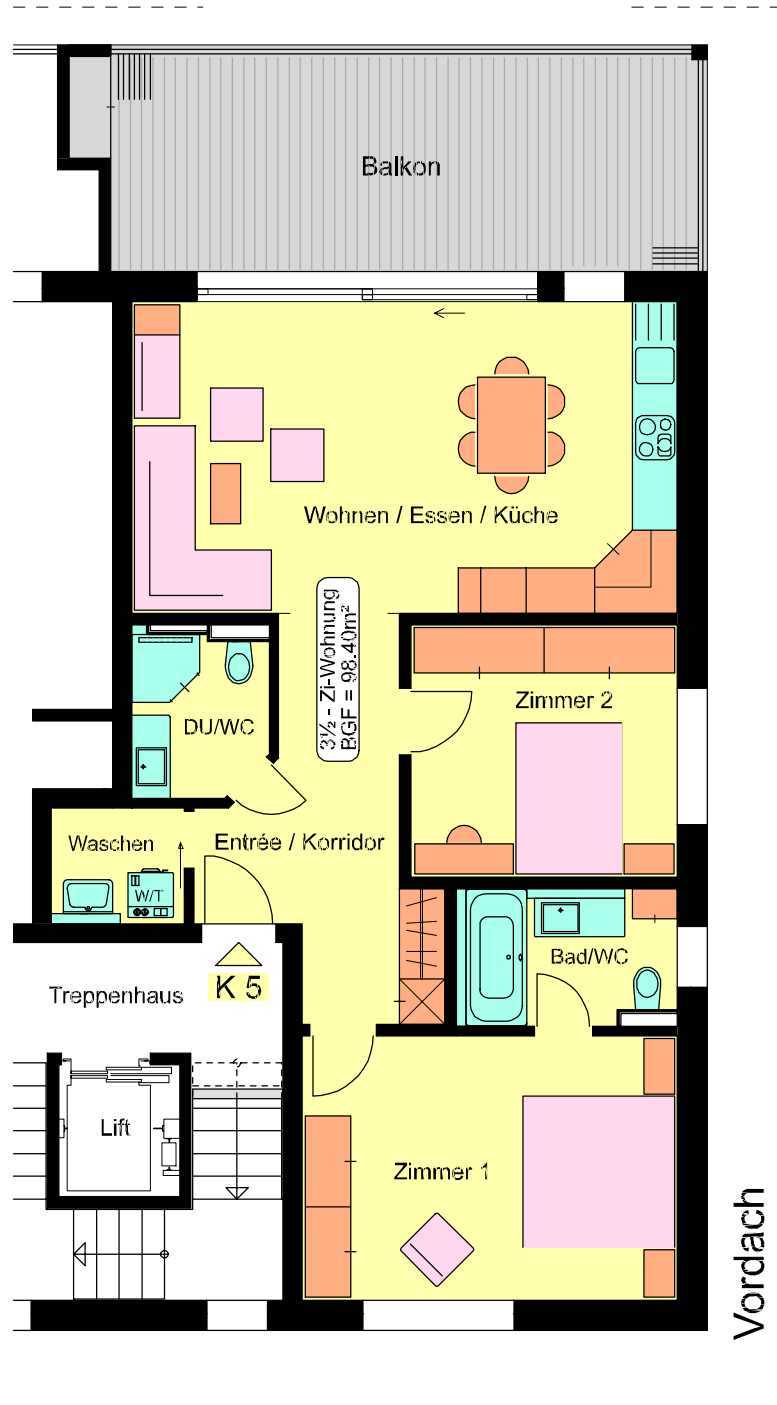 Balkon
Wohnen / Essen / Küche
3½ - Zi-Wohnung
BGF = 98.40m²
Zimmer 2
DU/WC
Waschen
Entrée / Korridor
W/T
Bad/WC
K 5
Treppenhaus
Lift
Zimmer 1
Vordach